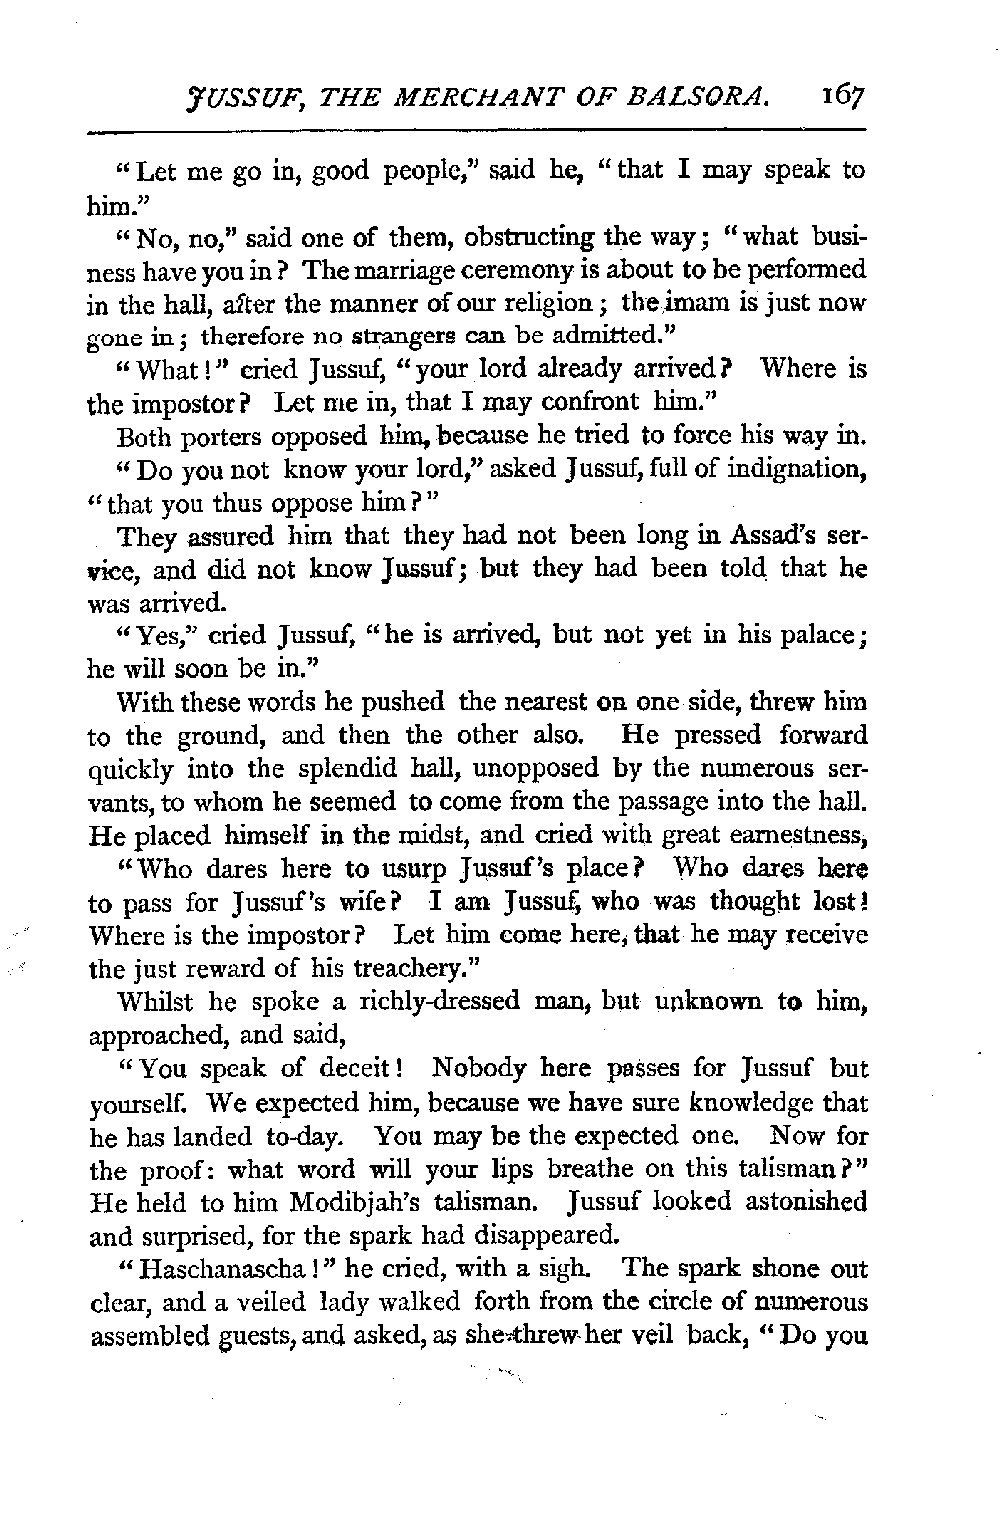 JUSSUF, THE MERCHANT OF BALSORA. 167
“Let me go in, good people,” said he, “that I may speak to
him.”
“No, no,” said one of them, obstructing the way; “what busi-
ness have you in? The marriage ceremony is about to be performed
in the hall, after the manner of our religion; the imam is just now
gone in; therefore no strangers can be admitted.”
“What!” cried Jussuf, “your lord already arrived? Where is
the impostor? Let me in, that I may confront him.”
Both porters opposed him, because he tried to force his way in.
“Do you not know your lord,” asked Jussuf, full of indignation,
“that you thus oppose him?”
They assured him that they had not been long in Assad’s ser-
vice, and did not know Jussuf; but they had been told that he
was arrived.
“Yes,” cried Jussuf, “he is arrived, but not yet in his palace;
he will soon be in.”
With these words he pushed the nearest on one side, threw him
to the ground, and then the other also. He pressed forward
quickly into the splendid hall, unopposed by the numerous ser-
vants, to whom he seemed to come from the passage into the hall.
He placed himself in the midst, and cried with great earnestness,
“Who dares here to usurp Jussuf’s place? Who dares here
to pass for Jussuf’s wife? I am Jussuf, who was thought lost!
Where is the impostor? Let him come here, that he may receive
the just reward of his treachery.”
Whilst he spoke a richly-dressed man, but unknown to him,
approached, and said,
“You speak of deceit! Nobody here passes for Jussuf but
yourself. We expected him, because we have sure knowledge that
he has landed to-day. You may be the expected one. Now for
the proof: what word will your lips breathe on this talisman?”
He held to him Modibjah’s talisman. Jussuf looked astonished
and surprised, for the spark had disappeared.
“Haschanascha!” he cried, with a sigh. The spark shone out
clear, and a veiled lady walked forth from the circle of numerous
assembled guests, and asked, as she threw her veil back, “Do you